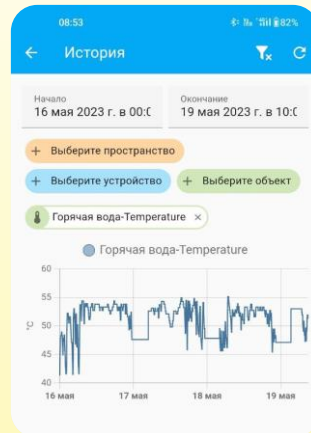 08:53
82%
← История
Начало
16 мая 2023 г. в 00:0
Окончание
19 мая 2023 г. в 10:0
+ Выберите пространство
+ Выберите устройство + Выберите объект
Горячая вода-Temperature ×
Горячая вода-Temperature
60
55
50
45
40
°C
16 мая 17 мая 18 мая 19 мая